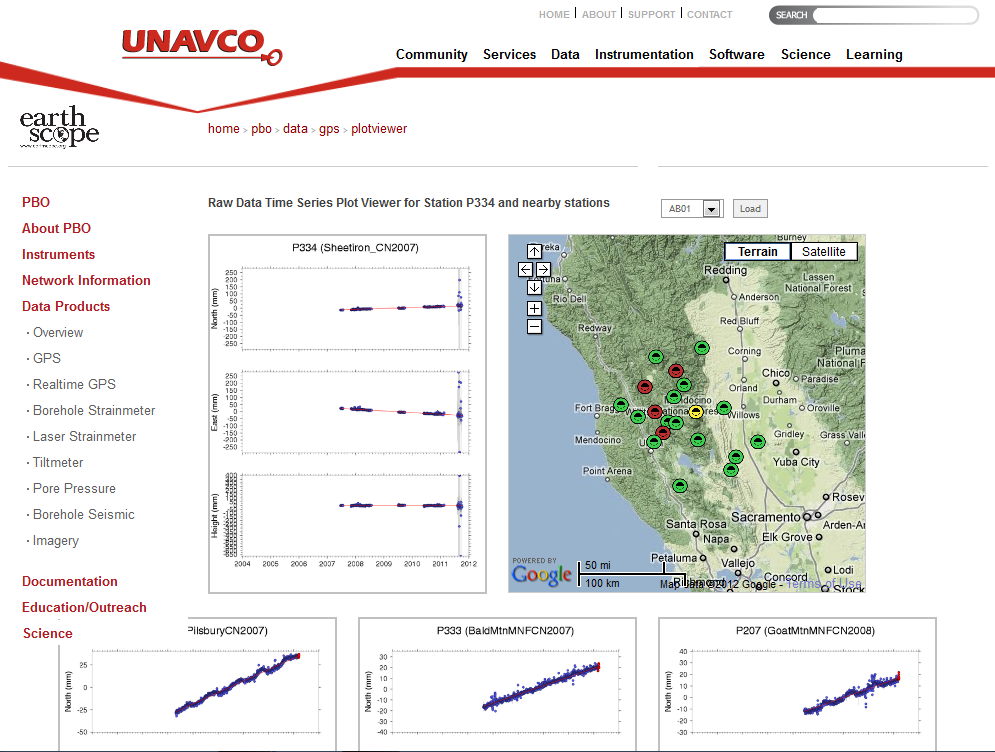 HOME ABOUT SUPPORT CONTACT SEARCH
UNAVCO
Community Services Data Instrumentation Software Science Learning
earth
scope
home > pbo > data > gps > plotviewer
PBO
About PBO
Instruments
Network Information
Data Products
· Overview
· GPS
· Realtime GPS
· Borehole Strainmeter
· Laser Strainmeter
· Tiltmeter
· Pore Pressure
· Borehole Seismic
· Imagery
Documentation
Education/Outreach
Science
Raw Data Time Series Plot Viewer for Station P334 and nearby stations
AB01 Load
P334 (Sheetiron_CN2007)
North (mm)
250
200
150
100
50
0
-50
-100
-150
-200
250
East (mm)
250
200
150
100
50
0
-50
-100
-150
-200
-250
Height (mm)
400
2004 2005 2006 2007 2008 2009 2010 2011 2012
Terrain Satellite
Burney
Redding
Lassen
National Forest
Anderson
Rio Dell
Red Bluff
Redway
Corning
Pluma
National F
Chico
Paradise
Orland
Durham
Oroville
Fort Brag
Willows
Mendocino
Gridley
Grass Valle
Yuba City
Point Arena
Rosev
Santa Rosa
Sacramento
Arden-Ar
Napa
Elk Grove
Petaluma
Vallejo
Lodi
Concord
Stock
Richmond
POWERED BY
Google
50 mi
100 km
Map Data ©2012 Google - Terms of Use
PilsburyCN2007)
North (mm)
25
0
-25
-50
P333 (BaldMtnMNFCN2007)
North (mm)
30
20
10
0
-10
-20
-30
-40
P207 (GoatMtnMNFCN2008)
North (mm)
40
30
20
10
0
-10
-20
-30